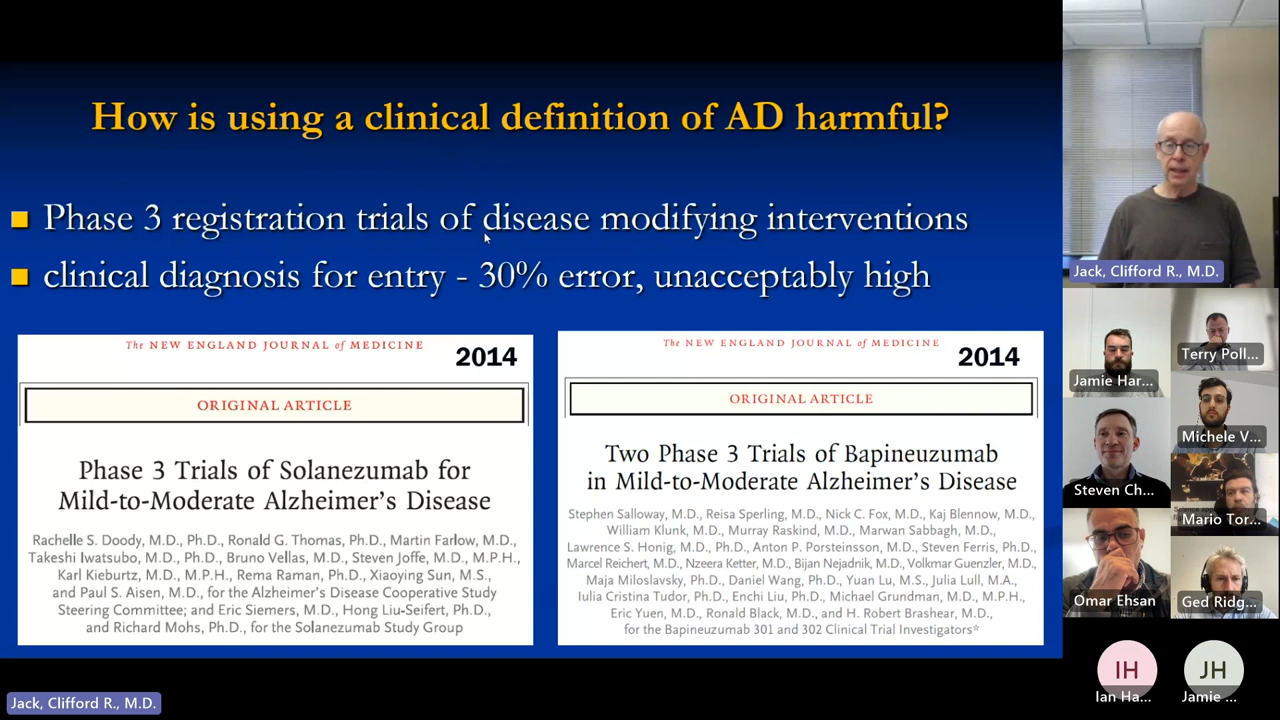 How is using a clinical definition of AD harmful?
Phase 3 registration trials of disease modifying interventions
clinical diagnosis for entry - 30% error, unacceptably high
The NEW ENGLAND JOURNAL of MEDICINE
2014
ORIGINAL ARTICLE
Phase 3 Trials of Solanezumab for
Mild-to-Moderate Alzheimer's Disease
Rachelle S. Doody, M.D., Ph.D., Ronald G. Thomas, Ph.D., Martin Farlow, M.D.,
Takeshi Iwatsubo, M.D., Ph.D., Bruno Vellas, M.D., Steven Joffe, M.D., M.P.H.,
Karl Kieburtz, M.D., M.P.H., Rema Raman, Ph.D., Xiaoying Sun, M.S.,
and Paul S. Aisen, M.D., for the Alzheimer's Disease Cooperative Study
Steering Committee; and Eric Siemers, M.D., Hong Liu-Seifert, Ph.D.,
and Richard Mohs, Ph.D., for the Solanezumab Study Group
The NEW ENGLAND JOURNAL of MEDICINE
2014
ORIGINAL ARTICLE
Two Phase 3 Trials of Bapineuzumab
in Mild-to-Moderate Alzheimer's Disease
Stephen Salloway, M.D., Reisa Sperling, M.D., Nick C. Fox, M.D., Kaj Blennow, M.D.,
William Klunk, M.D., Murray Raskind, M.D., Marwan Sabbagh, M.D.,
Lawrence S. Honig, M.D., Ph.D., Anton P. Porsteinsson, M.D., Steven Ferris, Ph.D.,
Marcel Reichert, M.D., Nzeera Ketter, M.D., Bijan Nejadnik, M.D., Volkmar Guenzler, M.D.,
Maja Miloslavsky, Ph.D., Daniel Wang, Ph.D., Yuan Lu, M.S., Julia Lull, M.A.,
Iulia Cristina Tudor, Ph.D., Enchi Liu, Ph.D., Michael Grundman, M.D., M.P.H.,
Eric Yuen, M.D., Ronald Black, M.D., and H. Robert Brashear, M.D.,
for the Bapineuzumab 301 and 302 Clinical Trial Investigators*
Jack, Clifford R., M.D.
Jack, Clifford R., M.D.
Jamie Har...
Terry Poll...
Michele V...
Steven Ch...
Mario Tor...
Omar Ehsan
Ged Ridg...
IH
Ian Ha...
JH
Jamie ...